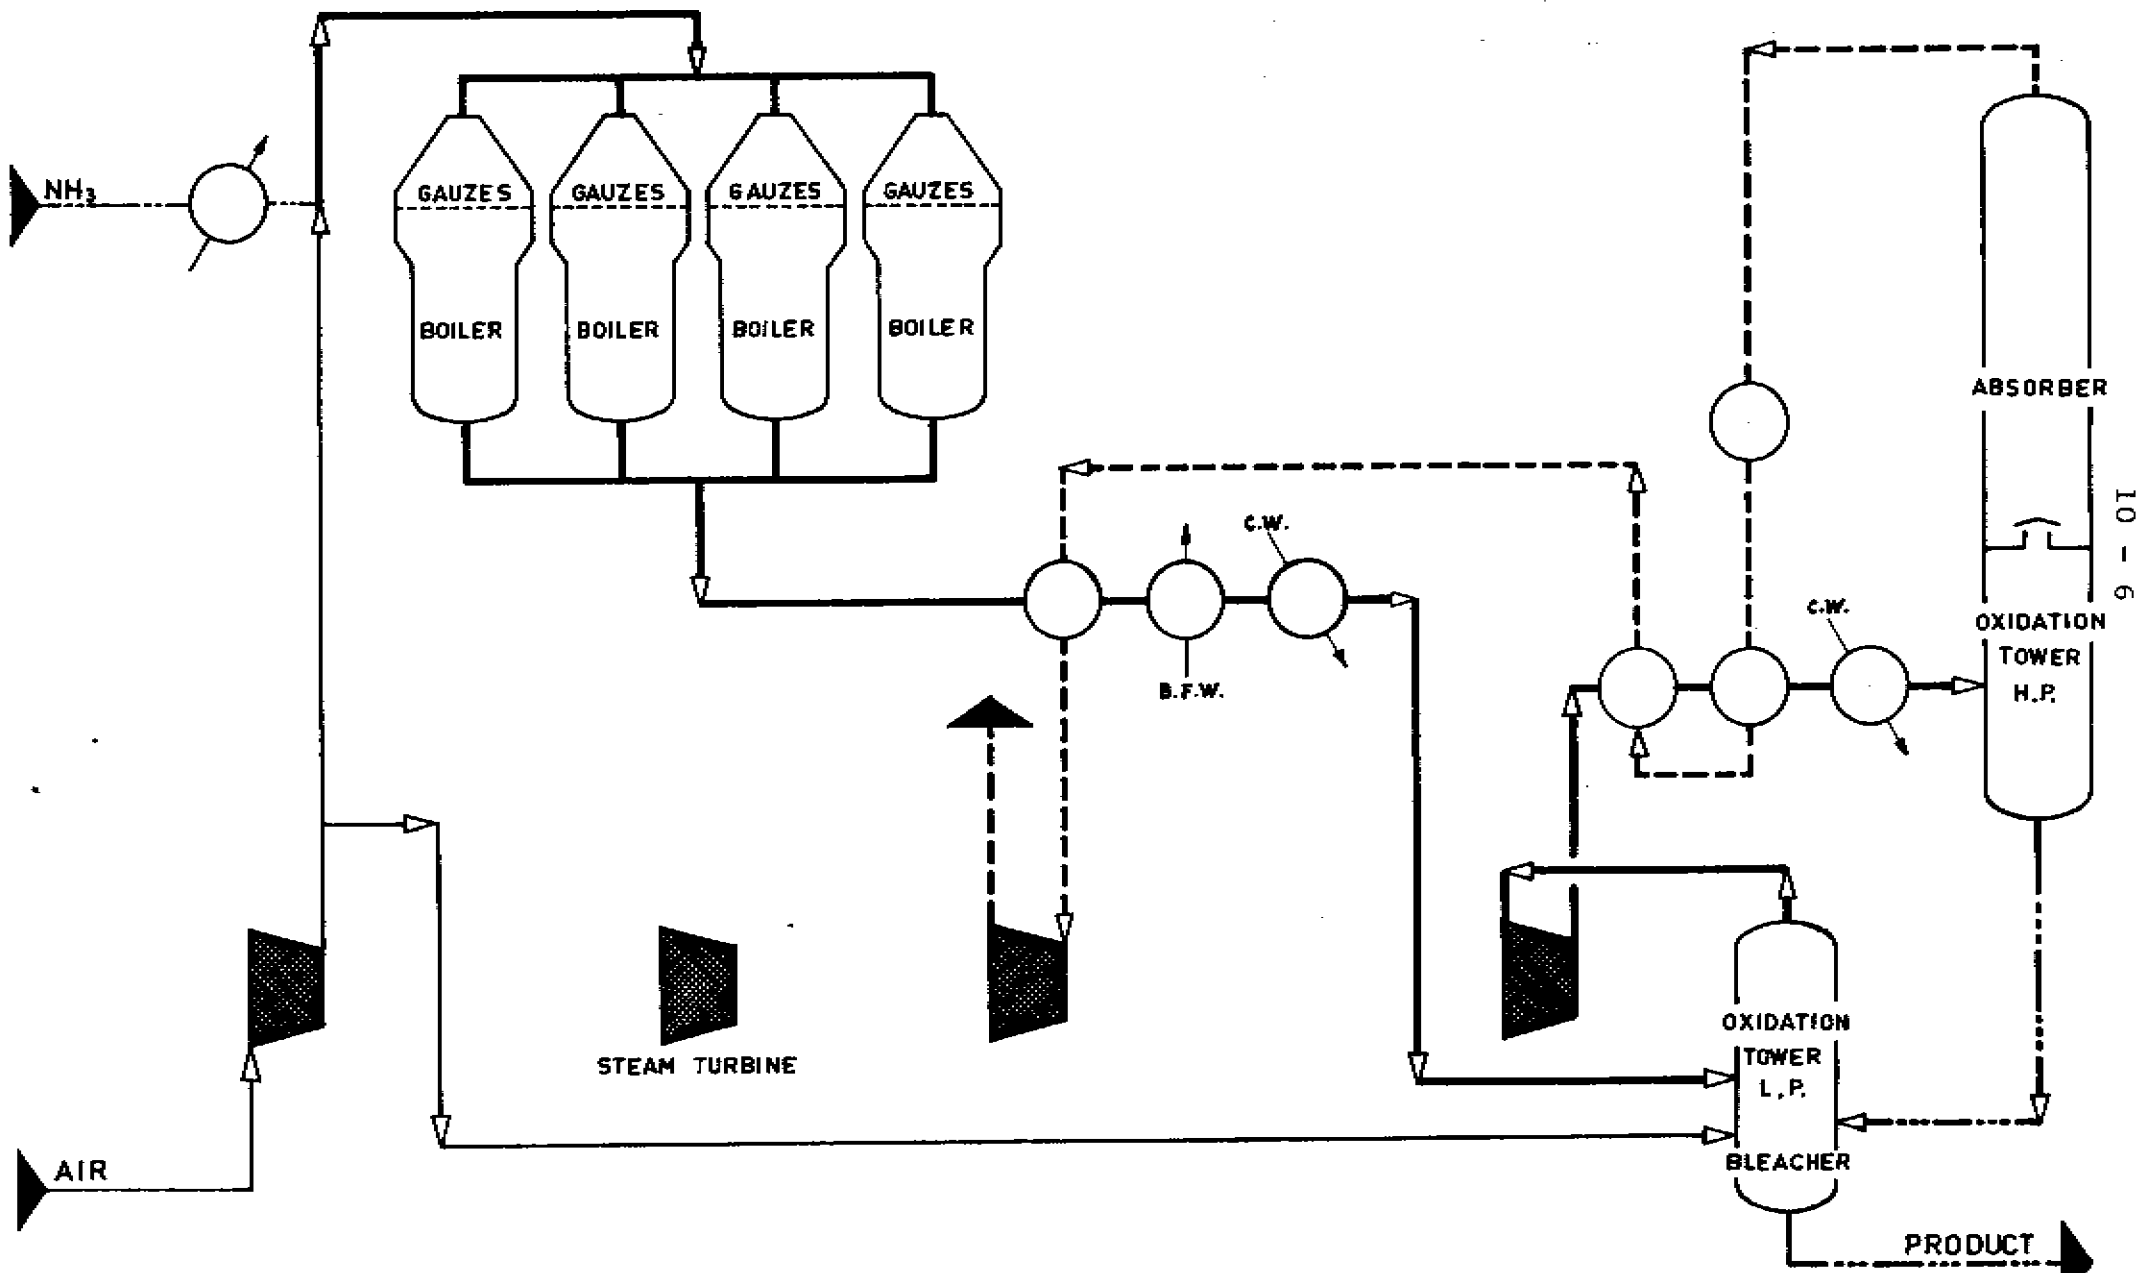 NH3
GAUZES
GAUZES
GAUZES
GAUZES
BOILER
BOILER
BOILER
BOILER
ABSORBER
10 - 6
C.W.
C.W.
OXIDATION
TOWER
H.P.
B.F.W.
STEAM TURBINE
OXIDATION
TOWER
L.P.
BLEACHER
AIR
PRODUCT